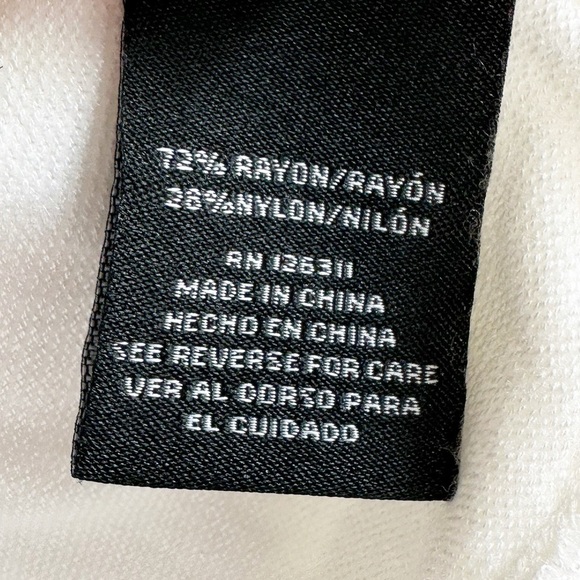 72% RAYON/RAYÓN
28%NYLON/NILÓN
RN 126311
MADE IN CHINA
HECHO EN CHINA
SEE REVERSE FOR CARE
VER AL DORSO PARA
EL CUIDADO